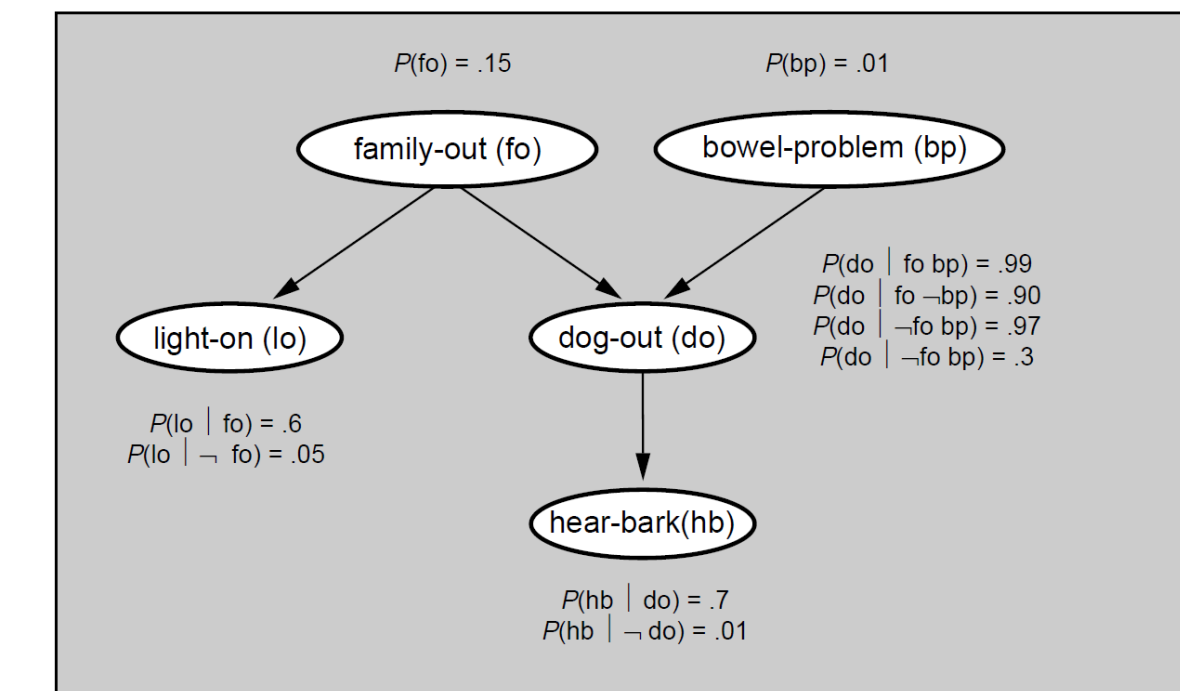 P(fo) = .15
P(bp) = .01
family-out (fo)
bowel-problem (bp)
P(do | fo bp) = .99
P(do | fo ¬bp) = .90
P(do | ¬fo bp) = .97
P(do | ¬fo bp) = .3
light-on (lo)
dog-out (do)
P(lo | fo) = .6
P(lo | ¬ fo) = .05
hear-bark(hb)
P(hb | do) = .7
P(hb | ¬ do) = .01